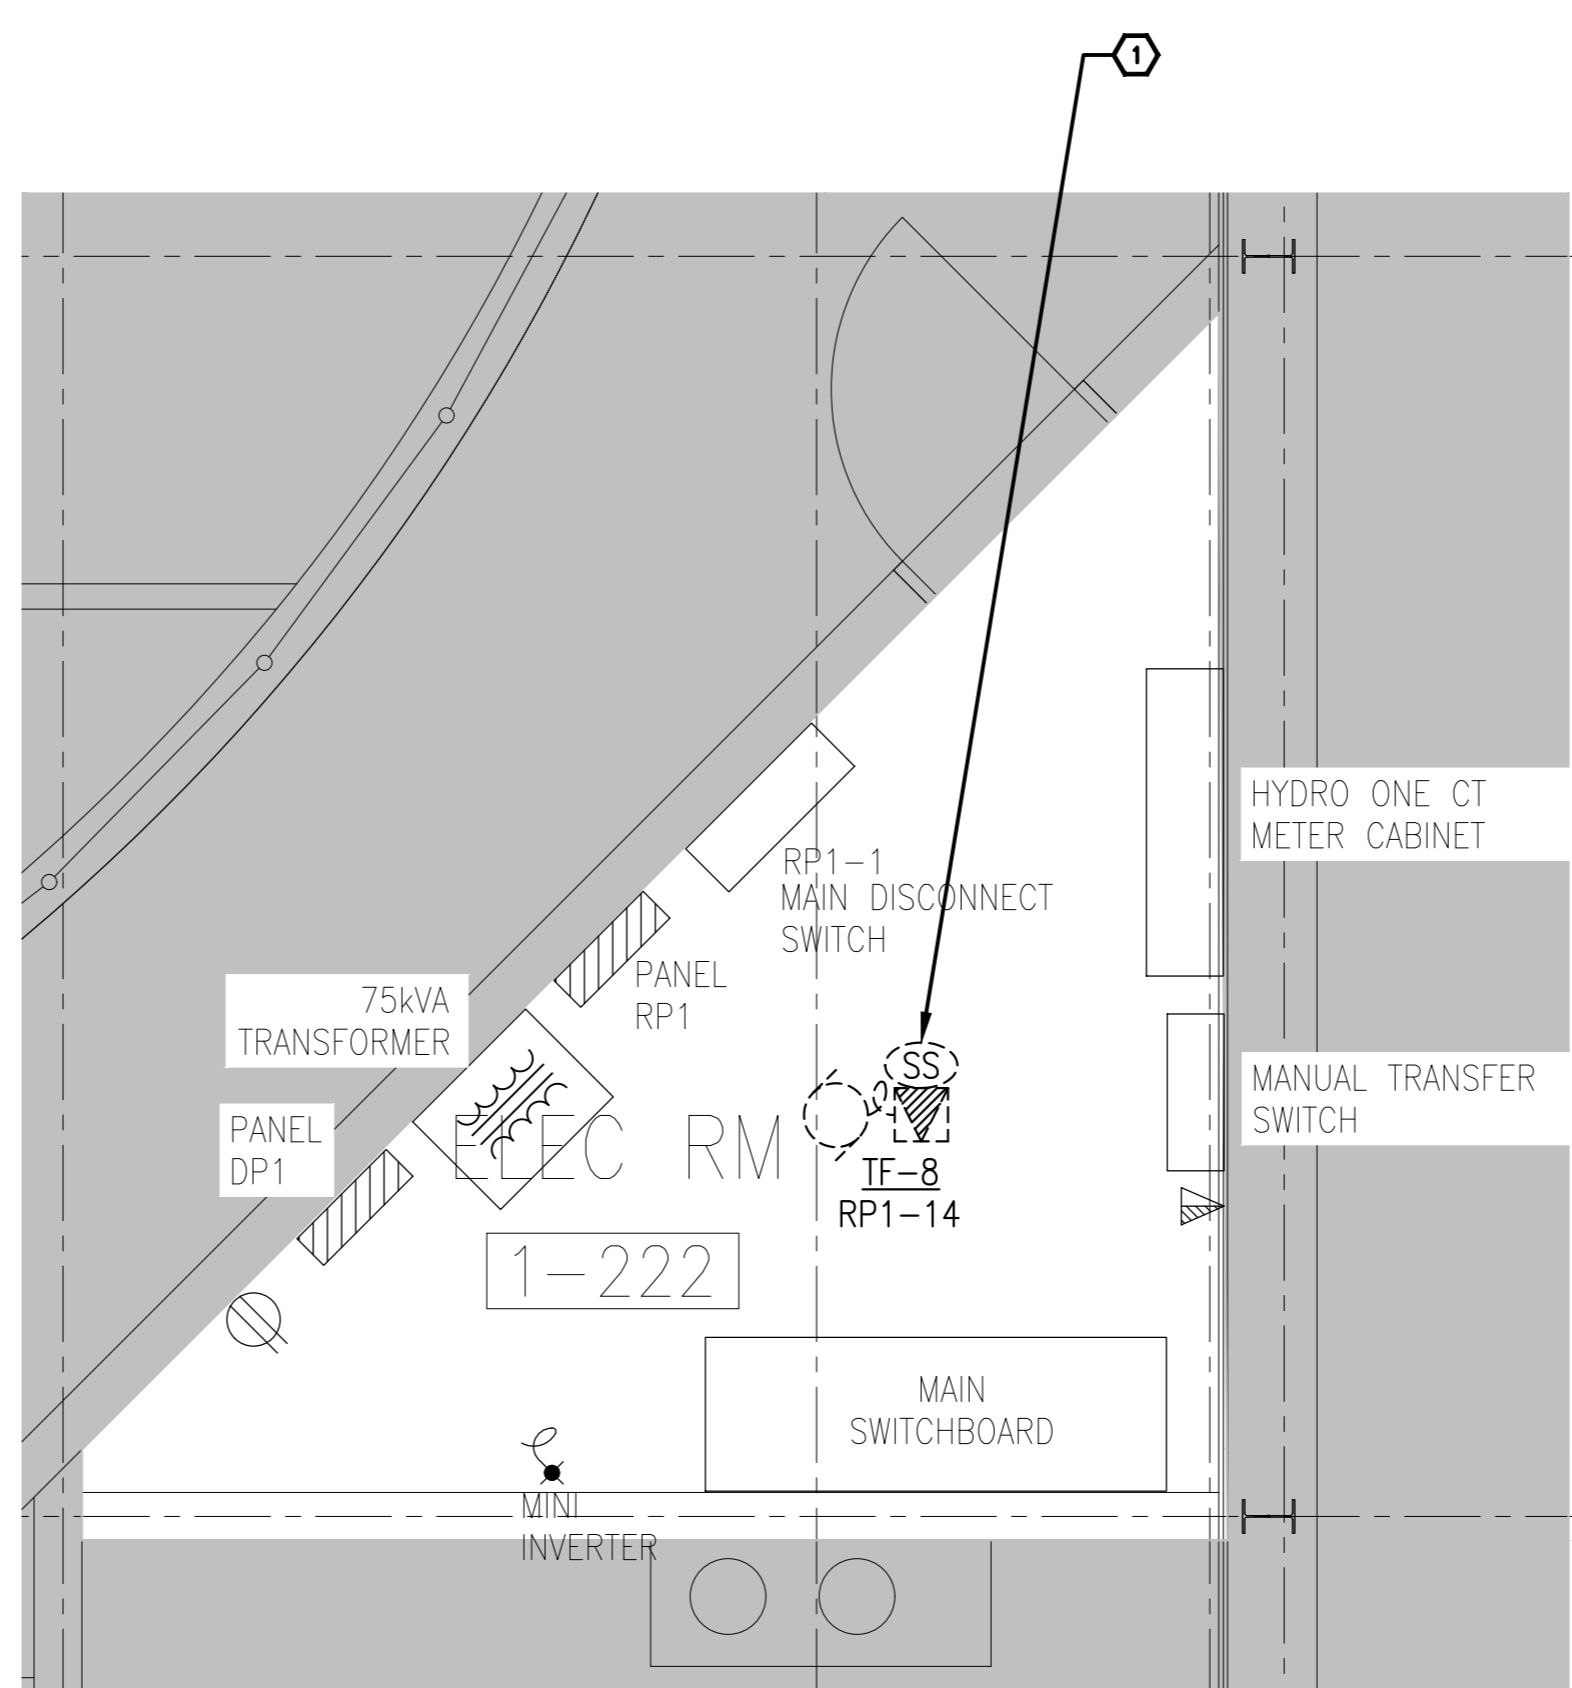 1
HYDRO ONE CT
METER CABINET
RP1-1
MAIN DISCONNECT
SWITCH
PANEL
RP1
75kVA
TRANSFORMER
SS
MANUAL TRANSFER
SWITCH
PANEL
DP1
ELEC RM
TF-8
RP1-14
1-222
MAIN
SWITCHBOARD
MINI
INVERTER